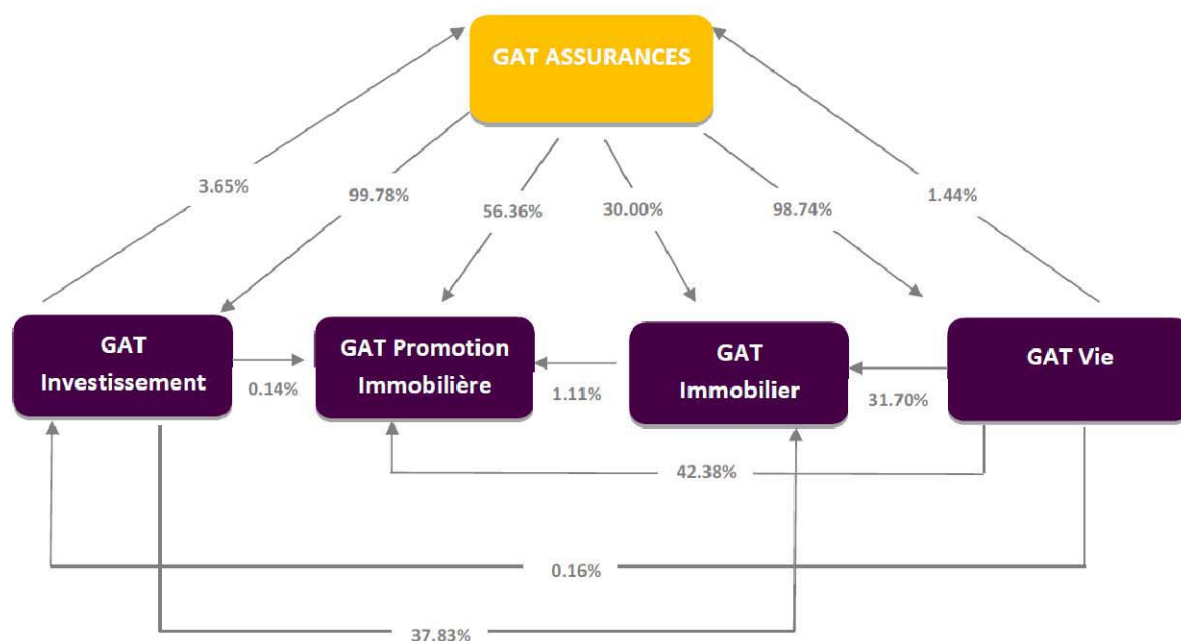 GAT ASSURANCES
3.65%
99.78%
56.36%
30.00%
98.74%
1.44%
GAT
Investissement
0.14%
GAT Promotion
Immobilière
1.11%
GAT
Immobilier
31.70%
GAT Vie
42.38%
0.16%
37.83%